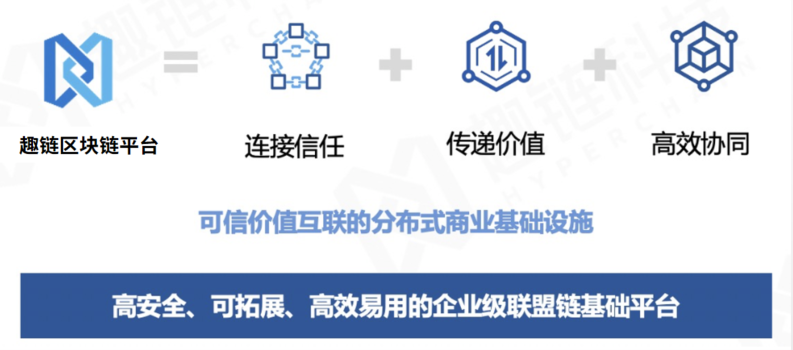 趣链区块链平台
连接信任
传递价值
高效协同
可信价值互联的分布式商业基础设施
高安全、可拓展、高效易用的企业级联盟链基础平台
趣链科技
HYPERCHAIN